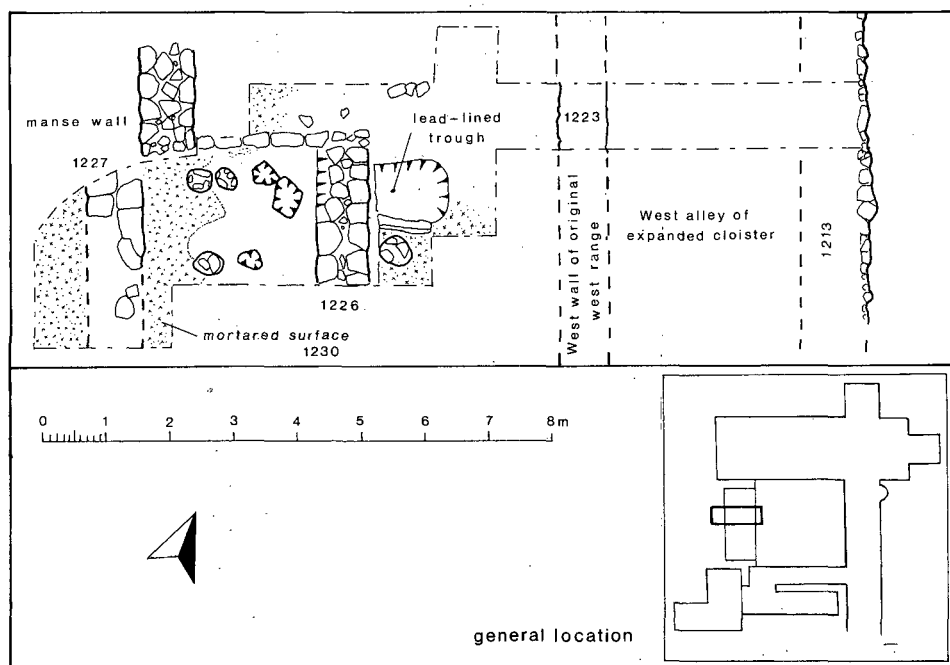 manse wall
1227
lead-lined
trough
1223
West wall of original
west range
West alley of
expanded cloister
1213
1226
mortared surface
1230
0 1 2 3 4 5 6 7 8m
general location